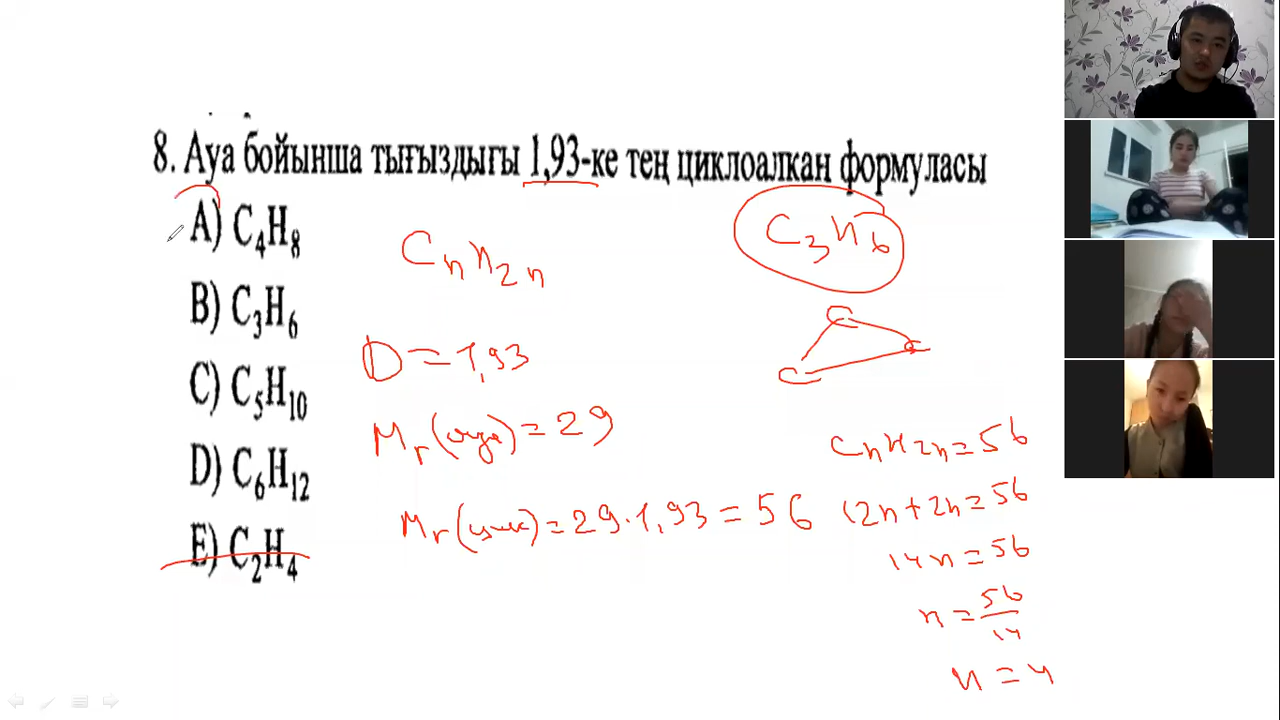 8. Ауа бойынша тығыздығы 1,93-ке тең циклоалкан формуласы
A) C₄H₈
B) C₃H₆
C) C₅H₁₀
D) C₆H₁₂
E) C₂H₄
CnH2n
D = 1,93
Mr(ауа) = 29
Mr(цикл) = 29·1,93 = 56
C₃H₆
C
C C
CnH2n = 56
12n + 2n = 56
14n = 56
n = 56/14
n = 4